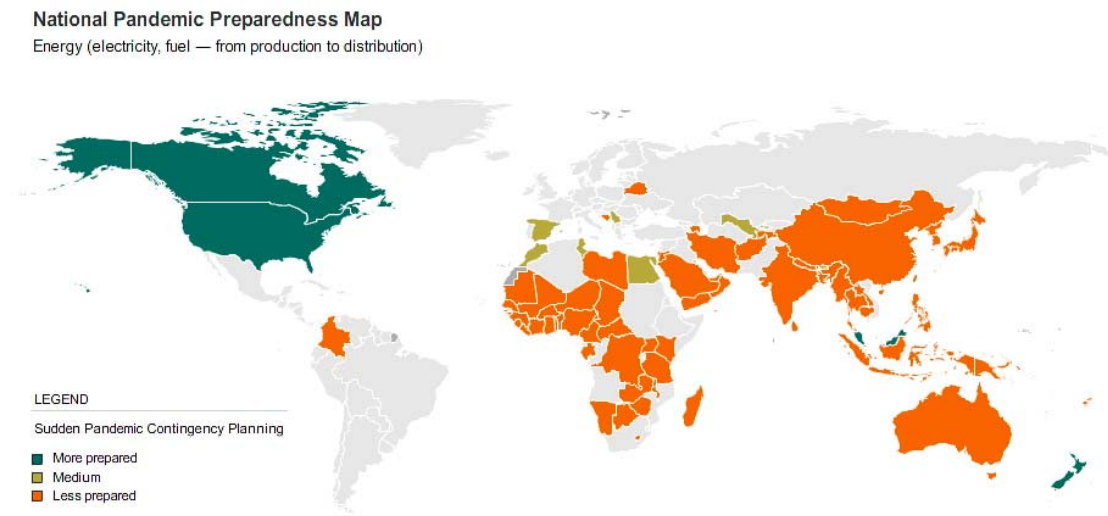 National Pandemic Preparedness Map
Energy (electricity, fuel — from production to distribution)
LEGEND
Sudden Pandemic Contingency Planning
More prepared
Medium
Less prepared